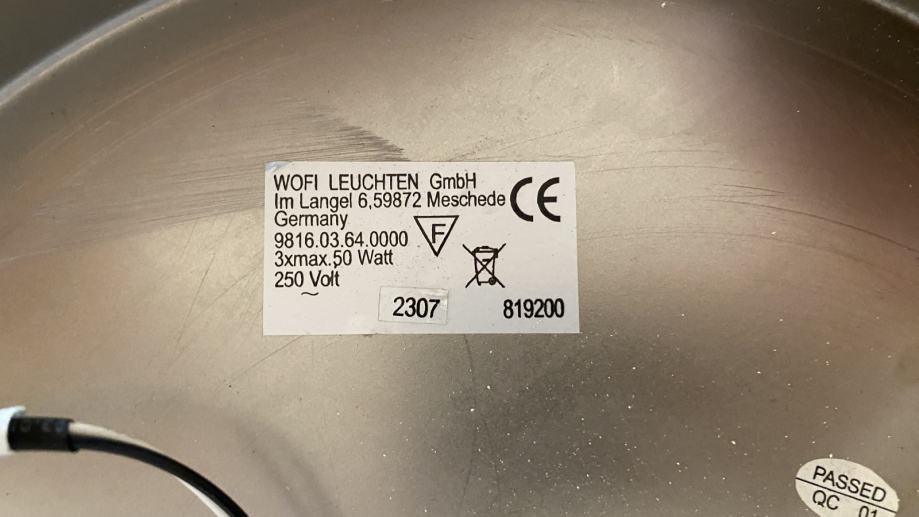 WOFI LEUCHTEN GmbH
Im Langel 6,59872 Meschede
Germany
9816.03.64.0000
3xmax.50 Watt
250 Volt
~
CE
F
2307
819200
PASSED
QC 01